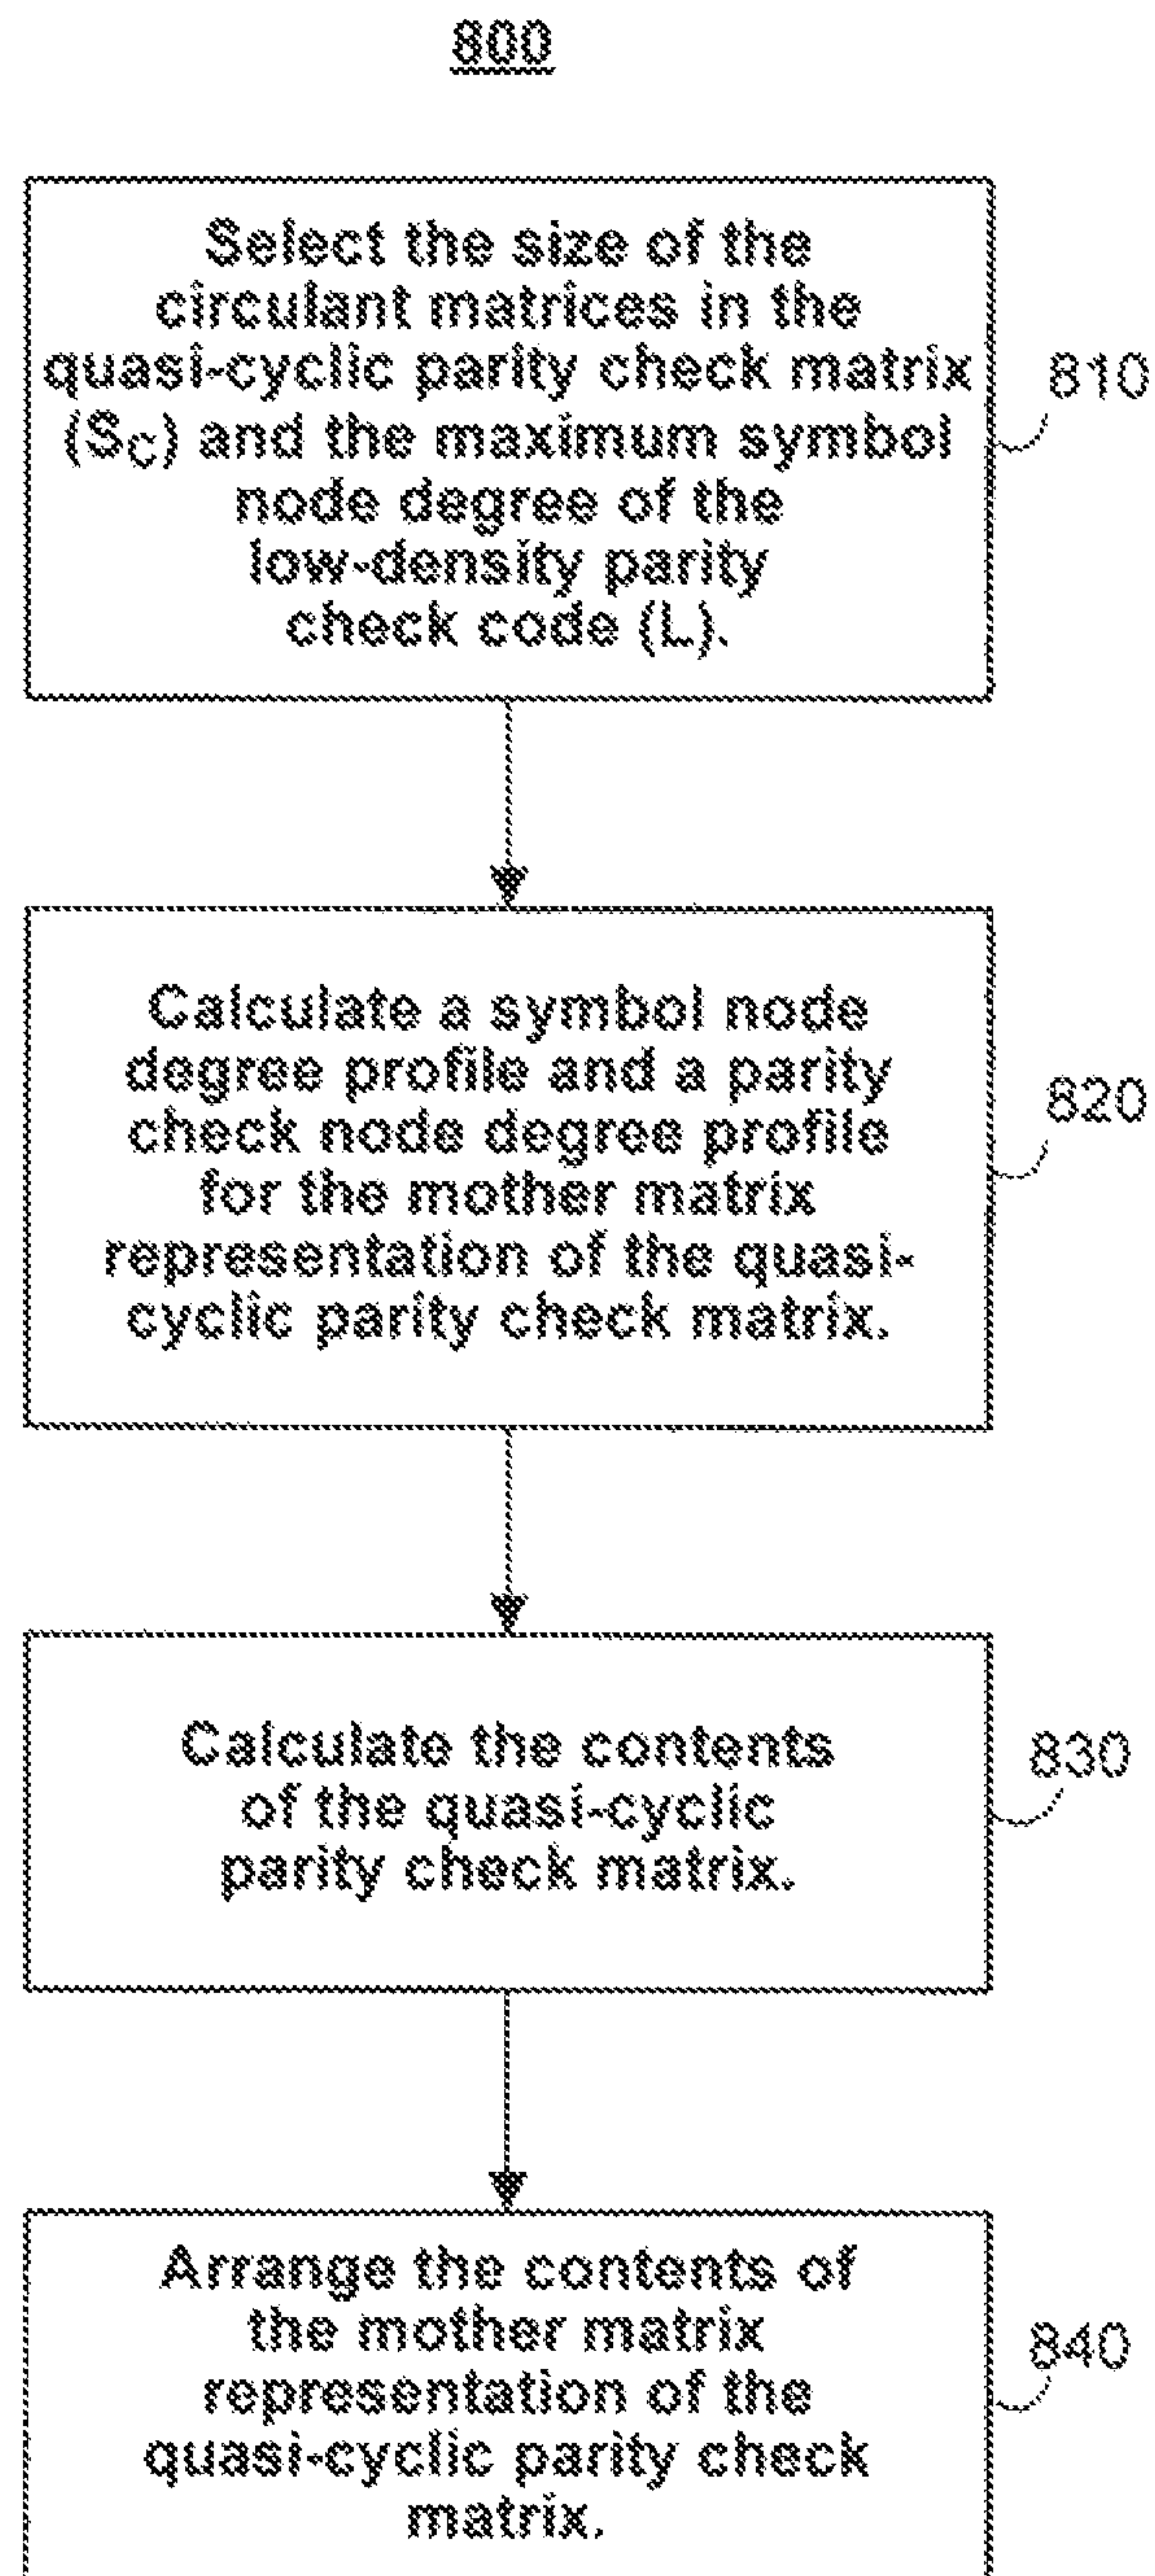 800
Select the size of the
circulant matrices in the
quasi-cyclic parity check matrix
(SC) and the maximum symbol
node degree of the
low-density parity
check code (L).
810
Calculate a symbol node
degree profile and a parity
check node degree profile
for the mother matrix
representation of the quasi-
cyclic parity check matrix.
820
Calculate the contents
of the quasi-cyclic
parity check matrix.
830
Arrange the contents of
the mother matrix
representation of the
quasi-cyclic parity check
matrix.
840